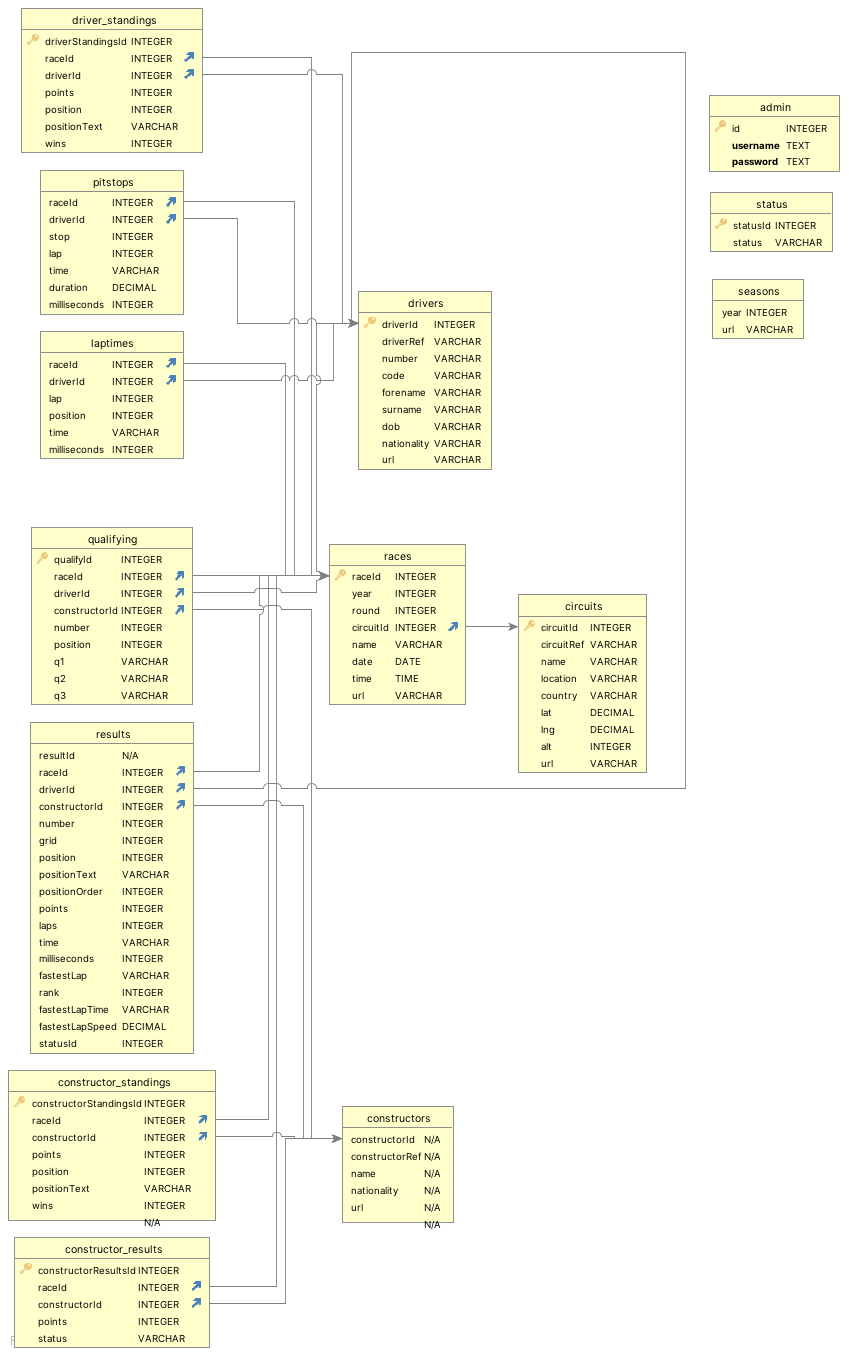 driver_standings
driverStandingsId INTEGER
raceId INTEGER
driverId INTEGER
points INTEGER
position INTEGER
positionText VARCHAR
wins INTEGER
pitstops
raceId INTEGER
driverId INTEGER
stop INTEGER
lap INTEGER
time VARCHAR
duration DECIMAL
milliseconds INTEGER
laptimes
raceId INTEGER
driverId INTEGER
lap INTEGER
position INTEGER
time VARCHAR
milliseconds INTEGER
qualifying
qualifyId INTEGER
raceId INTEGER
driverId INTEGER
constructorId INTEGER
number INTEGER
position INTEGER
q1 VARCHAR
q2 VARCHAR
q3 VARCHAR
results
resultId N/A
raceId INTEGER
driverId INTEGER
constructorId INTEGER
number INTEGER
grid INTEGER
position INTEGER
positionText VARCHAR
positionOrder INTEGER
points INTEGER
laps INTEGER
time VARCHAR
milliseconds INTEGER
fastestLap VARCHAR
rank INTEGER
fastestLapTime VARCHAR
fastestLapSpeed DECIMAL
statusId INTEGER
constructor_standings
constructorStandingsId INTEGER
raceId INTEGER
constructorId INTEGER
points INTEGER
position INTEGER
positionText VARCHAR
wins INTEGER
N/A
constructor_results
constructorResultsId INTEGER
raceId INTEGER
constructorId INTEGER
points INTEGER
status VARCHAR
drivers
driverId INTEGER
driverRef VARCHAR
number VARCHAR
code VARCHAR
forename VARCHAR
surname VARCHAR
dob VARCHAR
nationality VARCHAR
url VARCHAR
races
raceId INTEGER
year INTEGER
round INTEGER
circuitId INTEGER
name VARCHAR
date DATE
time TIME
url VARCHAR
circuits
circuitId INTEGER
circuitRef VARCHAR
name VARCHAR
location VARCHAR
country VARCHAR
lat DECIMAL
lng DECIMAL
alt INTEGER
url VARCHAR
constructors
constructorId N/A
constructorRef N/A
name N/A
nationality N/A
url N/A
N/A
admin
id INTEGER
username TEXT
password TEXT
status
statusId INTEGER
status VARCHAR
seasons
year INTEGER
url VARCHAR